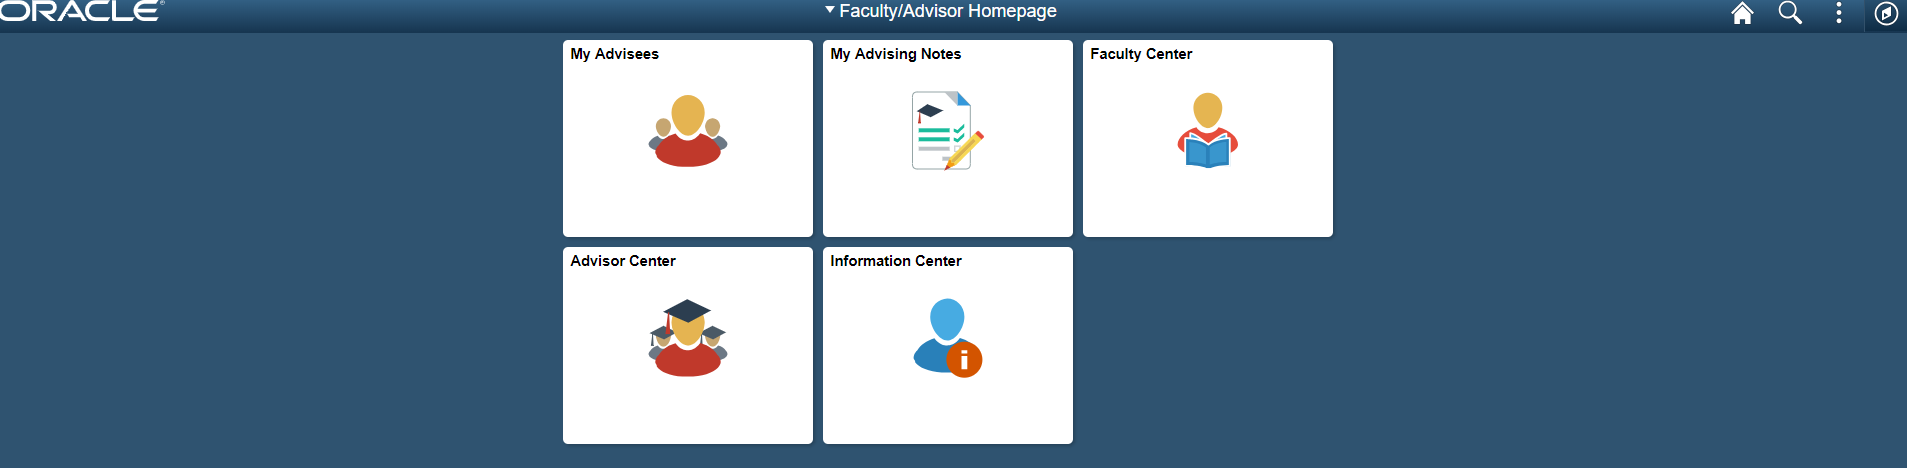 ORACLE®
Faculty/Advisor Homepage
My Advisees
My Advising Notes
Faculty Center
Advisor Center
Information Center
i